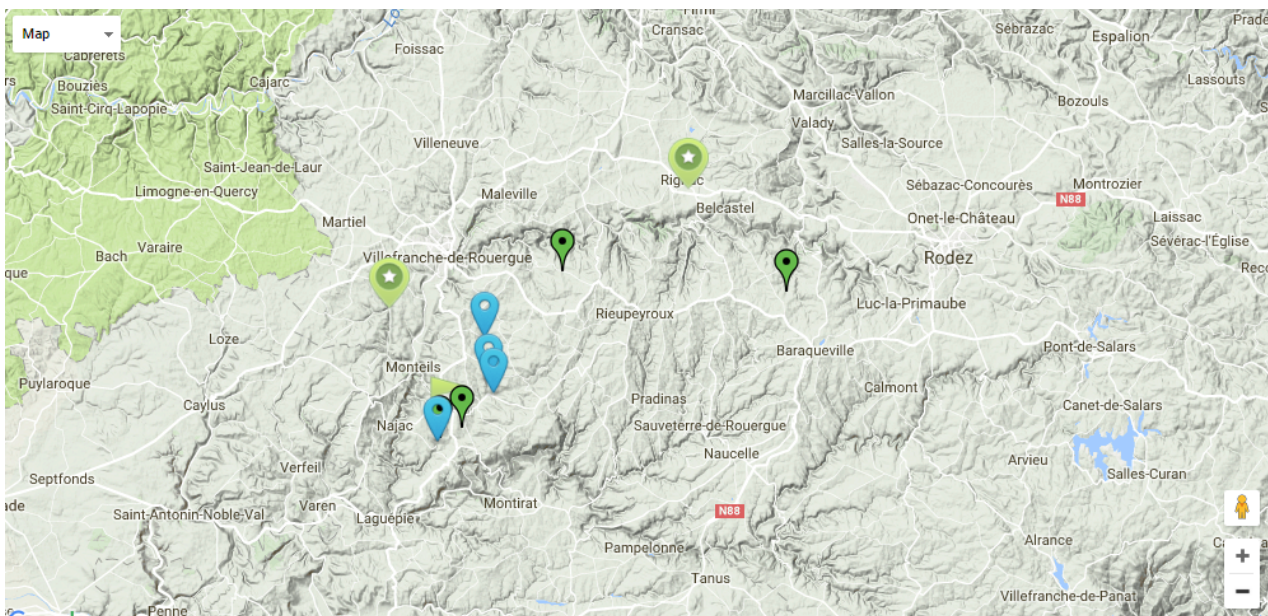 Map
Cransac
Sébrazac
Espalion
Foissac
Cabrerets
Bouziès
Cajarc
Lassouts
Saint-Cirq-Lapopie
Marcillac-Vallon
Bozouls
Valady
Villeneuve
Salles-la-Source
Saint-Jean-de-Laur
Limogne-en-Quercy
Maleville
Sébazac-Concourès
Montrozier
N88
Martiel
Belcastel
Onet-le-Château
Laissac
Varaire
Bach
Villefranche-de-Rouergue
Rodez
Sévérac-l'Église
Luc-la-Primaube
Rieupeyroux
Loze
Baraqueville
Pont-de-Salars
Monteils
Puylaroque
Calmont
Caylus
Pradinas
Canet-de-Salars
Najac
Sauveterre-de-Rouergue
Naucelle
Arvieu
Verfeil
Salles-Curan
Septfonds
Varen
Montirat
Saint-Antonin-Noble-Val
Laguépie
N88
Alrance
Pampelonne
Tanus
Villefranche-de-Panat
Penne